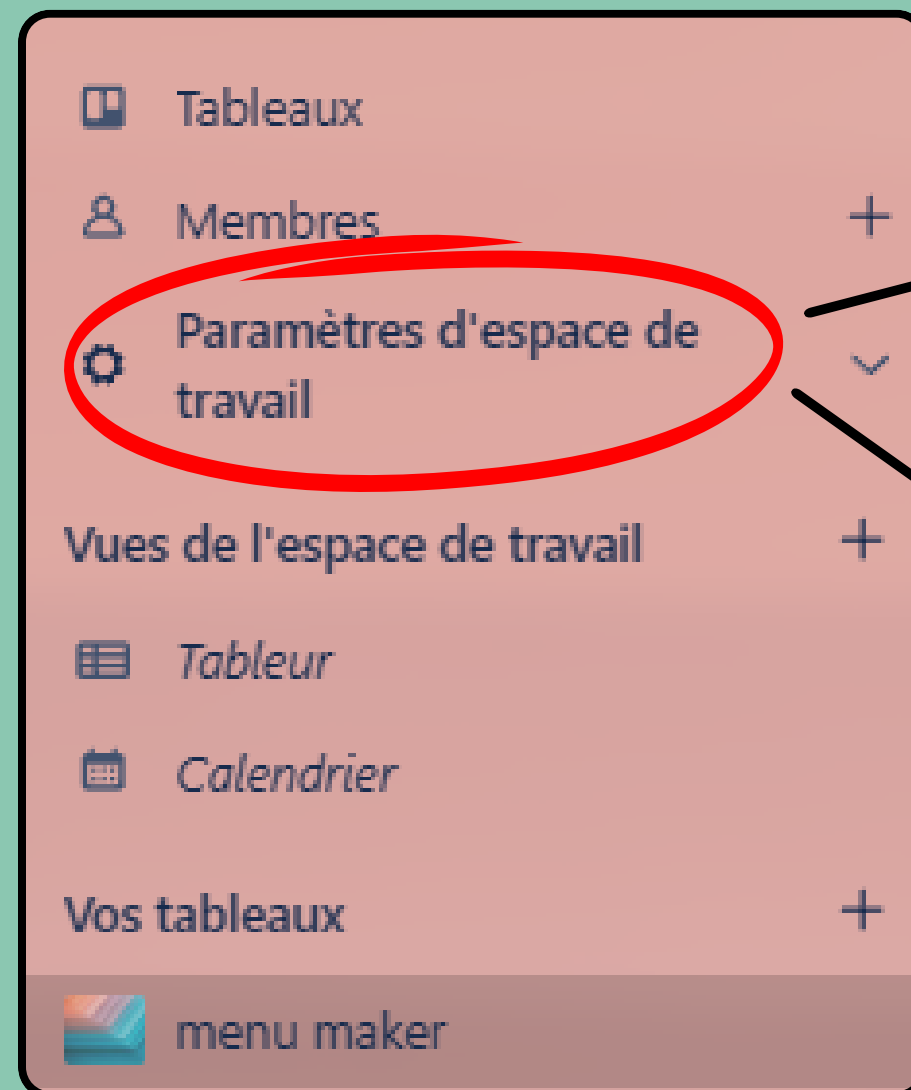 Tableaux
Membres
Paramètres d'espace de
travail
Vues de l'espace de travail
Tableur
Calendrier
Vos tableaux
menu maker